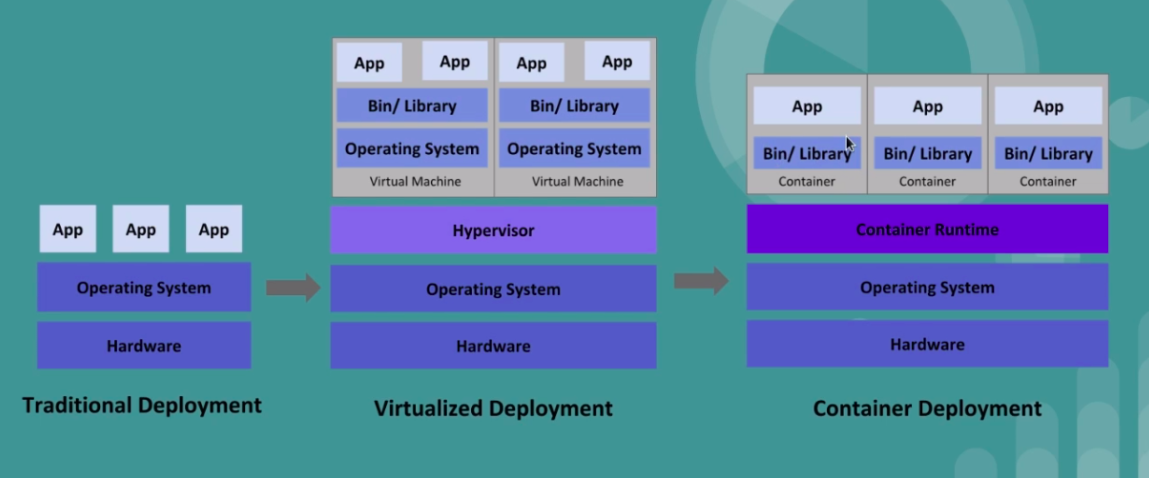 App App App
Operating System
Hardware
Traditional Deployment
App App App App
Bin/ Library Bin/ Library
Operating System Operating System
Virtual Machine Virtual Machine
Hypervisor
Operating System
Hardware
Virtualized Deployment
App App App
Bin/ Library Bin/ Library Bin/ Library
Container Container Container
Container Runtime
Operating System
Hardware
Container Deployment